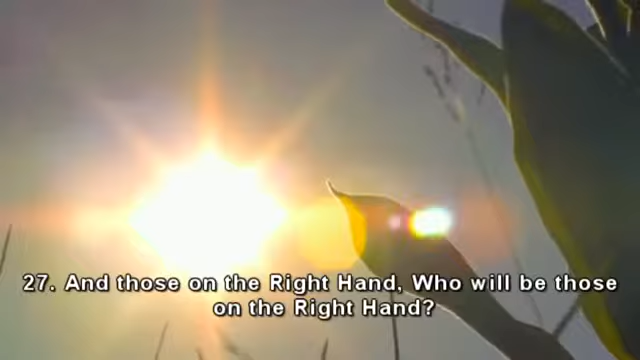 27. And those on the Right Hand, Who will be those
on the Right Hand?